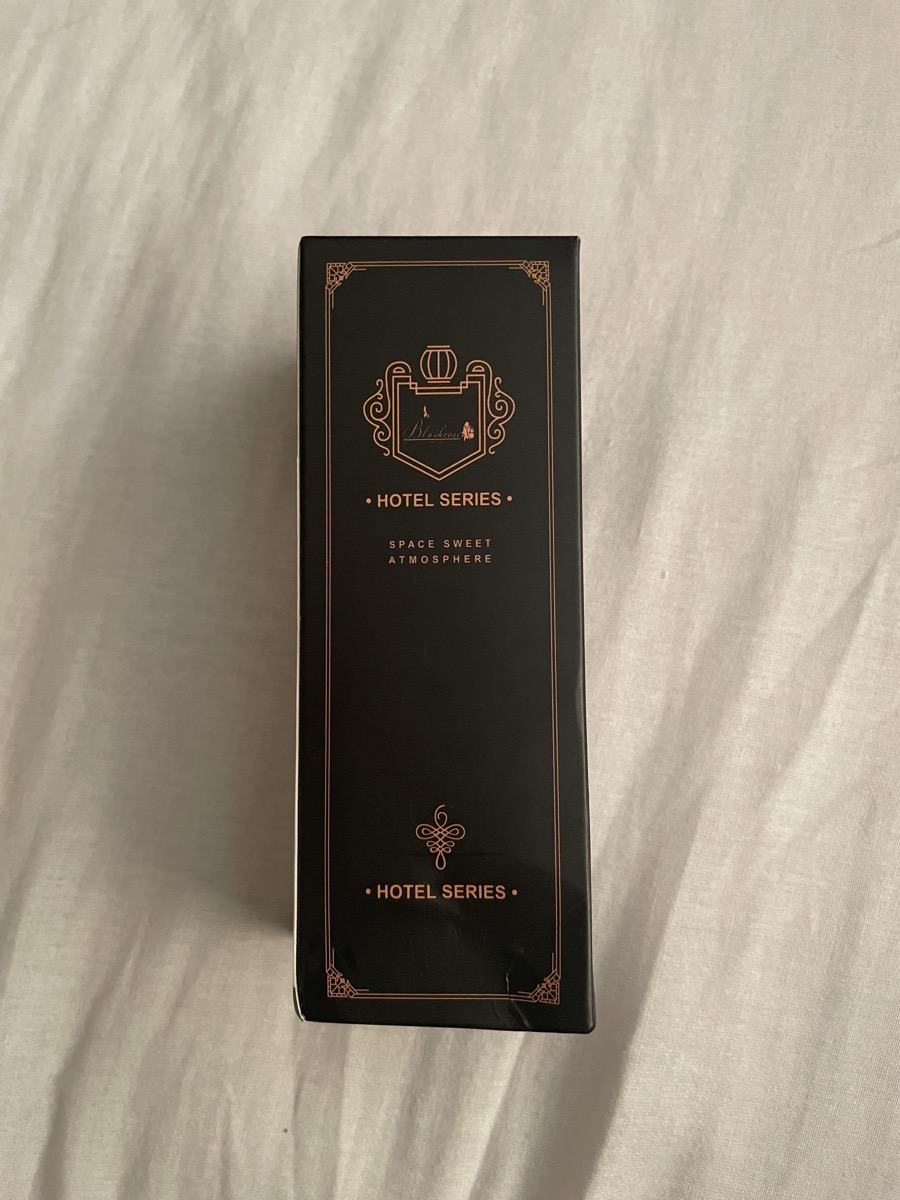 • HOTEL SERIES •
SPACE SWEET
ATMOSPHERE
• HOTEL SERIES •